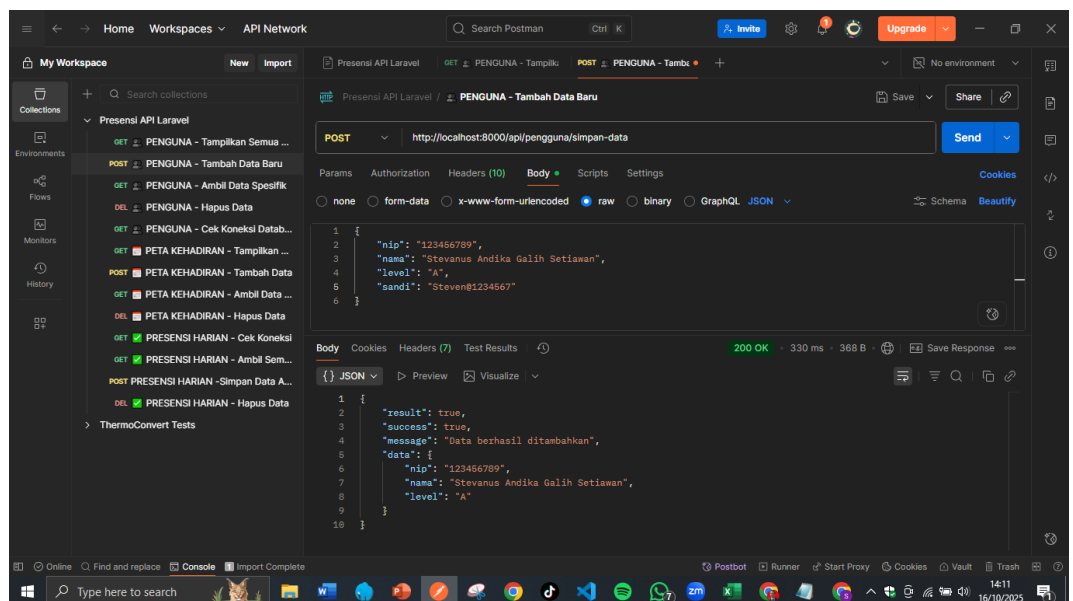 Home Workspaces API Network Search Postman Ctrl K Invite 1 Upgrade
My Workspace New Import Presensi API Laravel GET PENGUNA - Tampilk POST PENGUNA - Tamba No environment
Collections Search collections Presensi API Laravel / PENGUNA - Tambah Data Baru Save Share
Presensi API Laravel
GET PENGUNA - Tampilkan Semua ...
POST PENGUNA - Tambah Data Baru
GET PENGUNA - Ambil Data Spesifik
DEL PENGUNA - Hapus Data
GET PENGUNA - Cek Koneksi Datab...
GET PETA KEHADIRAN - Tampilkan ...
POST PETA KEHADIRAN - Tambah Data
GET PETA KEHADIRAN - Ambil Data ...
DEL PETA KEHADIRAN - Hapus Data
GET PRESENSI HARIAN - Cek Koneksi
GET PRESENSI HARIAN - Ambil Sem...
POST PRESENSI HARIAN -Simpan Data A...
DEL PRESENSI HARIAN - Hapus Data
ThermoConvert Tests
Environments
Flows
Monitors
History
POST http://localhost:8000/api/pengguna/simpan-data Send
Params Authorization Headers (10) Body Scripts Settings Cookies
none form-data x-www-form-urlencoded raw binary GraphQL JSON Schema Beautify
1 {
2 "nip": "123456789",
3 "nama": "Stevanus Andika Galih Setiawan",
4 "level": "A",
5 "sandi": "Steven@1234567"
6 }
Body Cookies Headers (7) Test Results 200 OK 330 ms 368 B Save Response
{} JSON Preview Visualize
1 {
2 "result": true,
3 "success": true,
4 "message": "Data berhasil ditambahkan",
5 "data": {
6 "nip": "123456789",
7 "nama": "Stevanus Andika Galih Setiawan",
8 "level": "A"
9 }
10 }
Online Find and replace Console 1 Import Complete Postbot Runner Start Proxy Cookies Vault Trash
Type here to search 14:11
16/10/2025